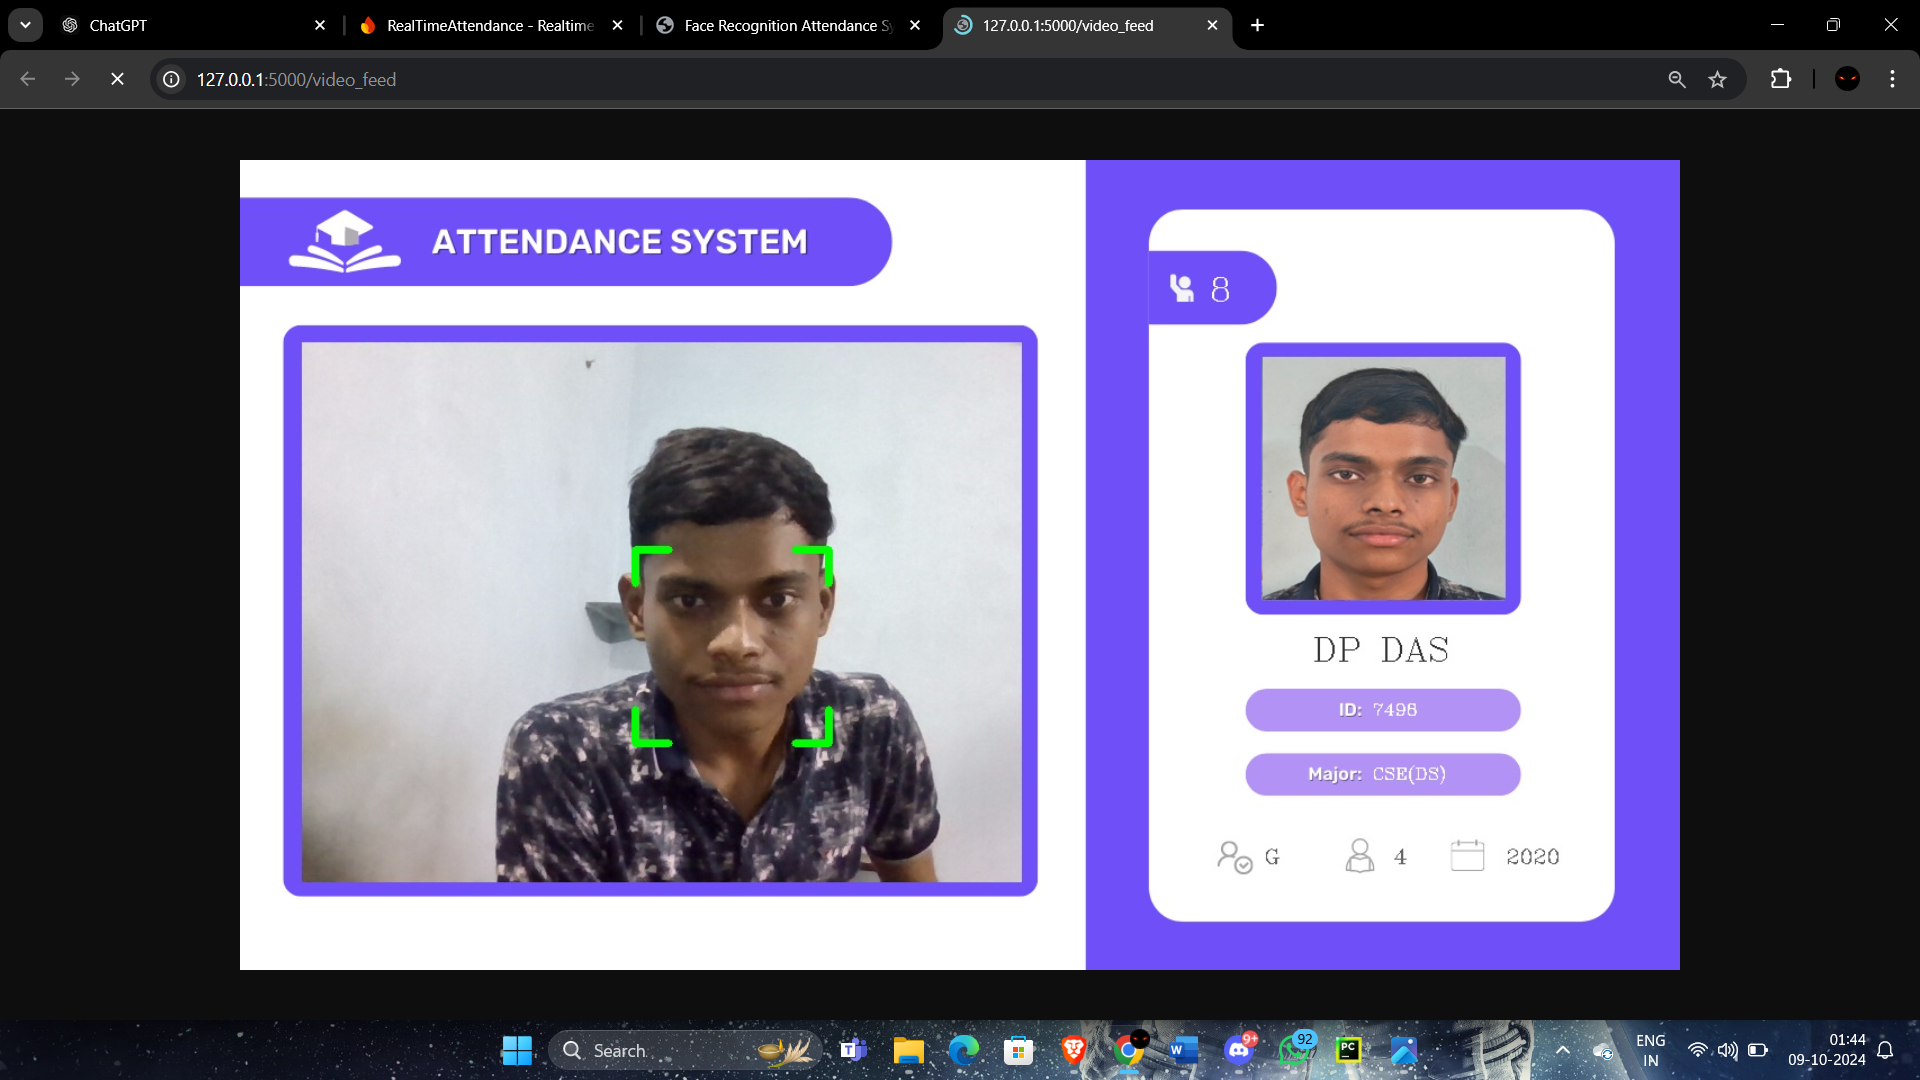 ChatGPT
RealTimeAttendance - Realtime
Face Recognition Attendance Sy
127.0.0.1:5000/video_feed
127.0.0.1:5000/video_feed
ATTENDANCE SYSTEM
8
DP DAS
ID: 7498
Major: CSE(DS)
G 4 2020
Search
T
W
9+
92
PC
ENG
IN
01:44
09-10-2024